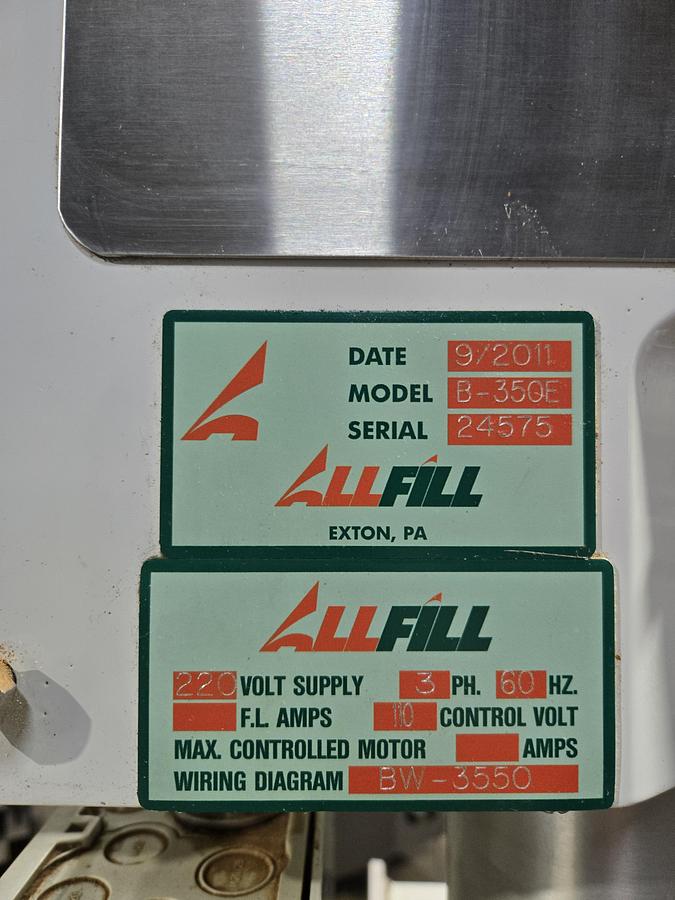 DATE 9/2011
MODEL B-350E
SERIAL 24575
ALLFILL
EXTON, PA
ALLFILL
220 VOLT SUPPLY 3 PH. 60 HZ.
F.L. AMPS 110 CONTROL VOLT
MAX. CONTROLLED MOTOR AMPS
WIRING DIAGRAM BW-3550